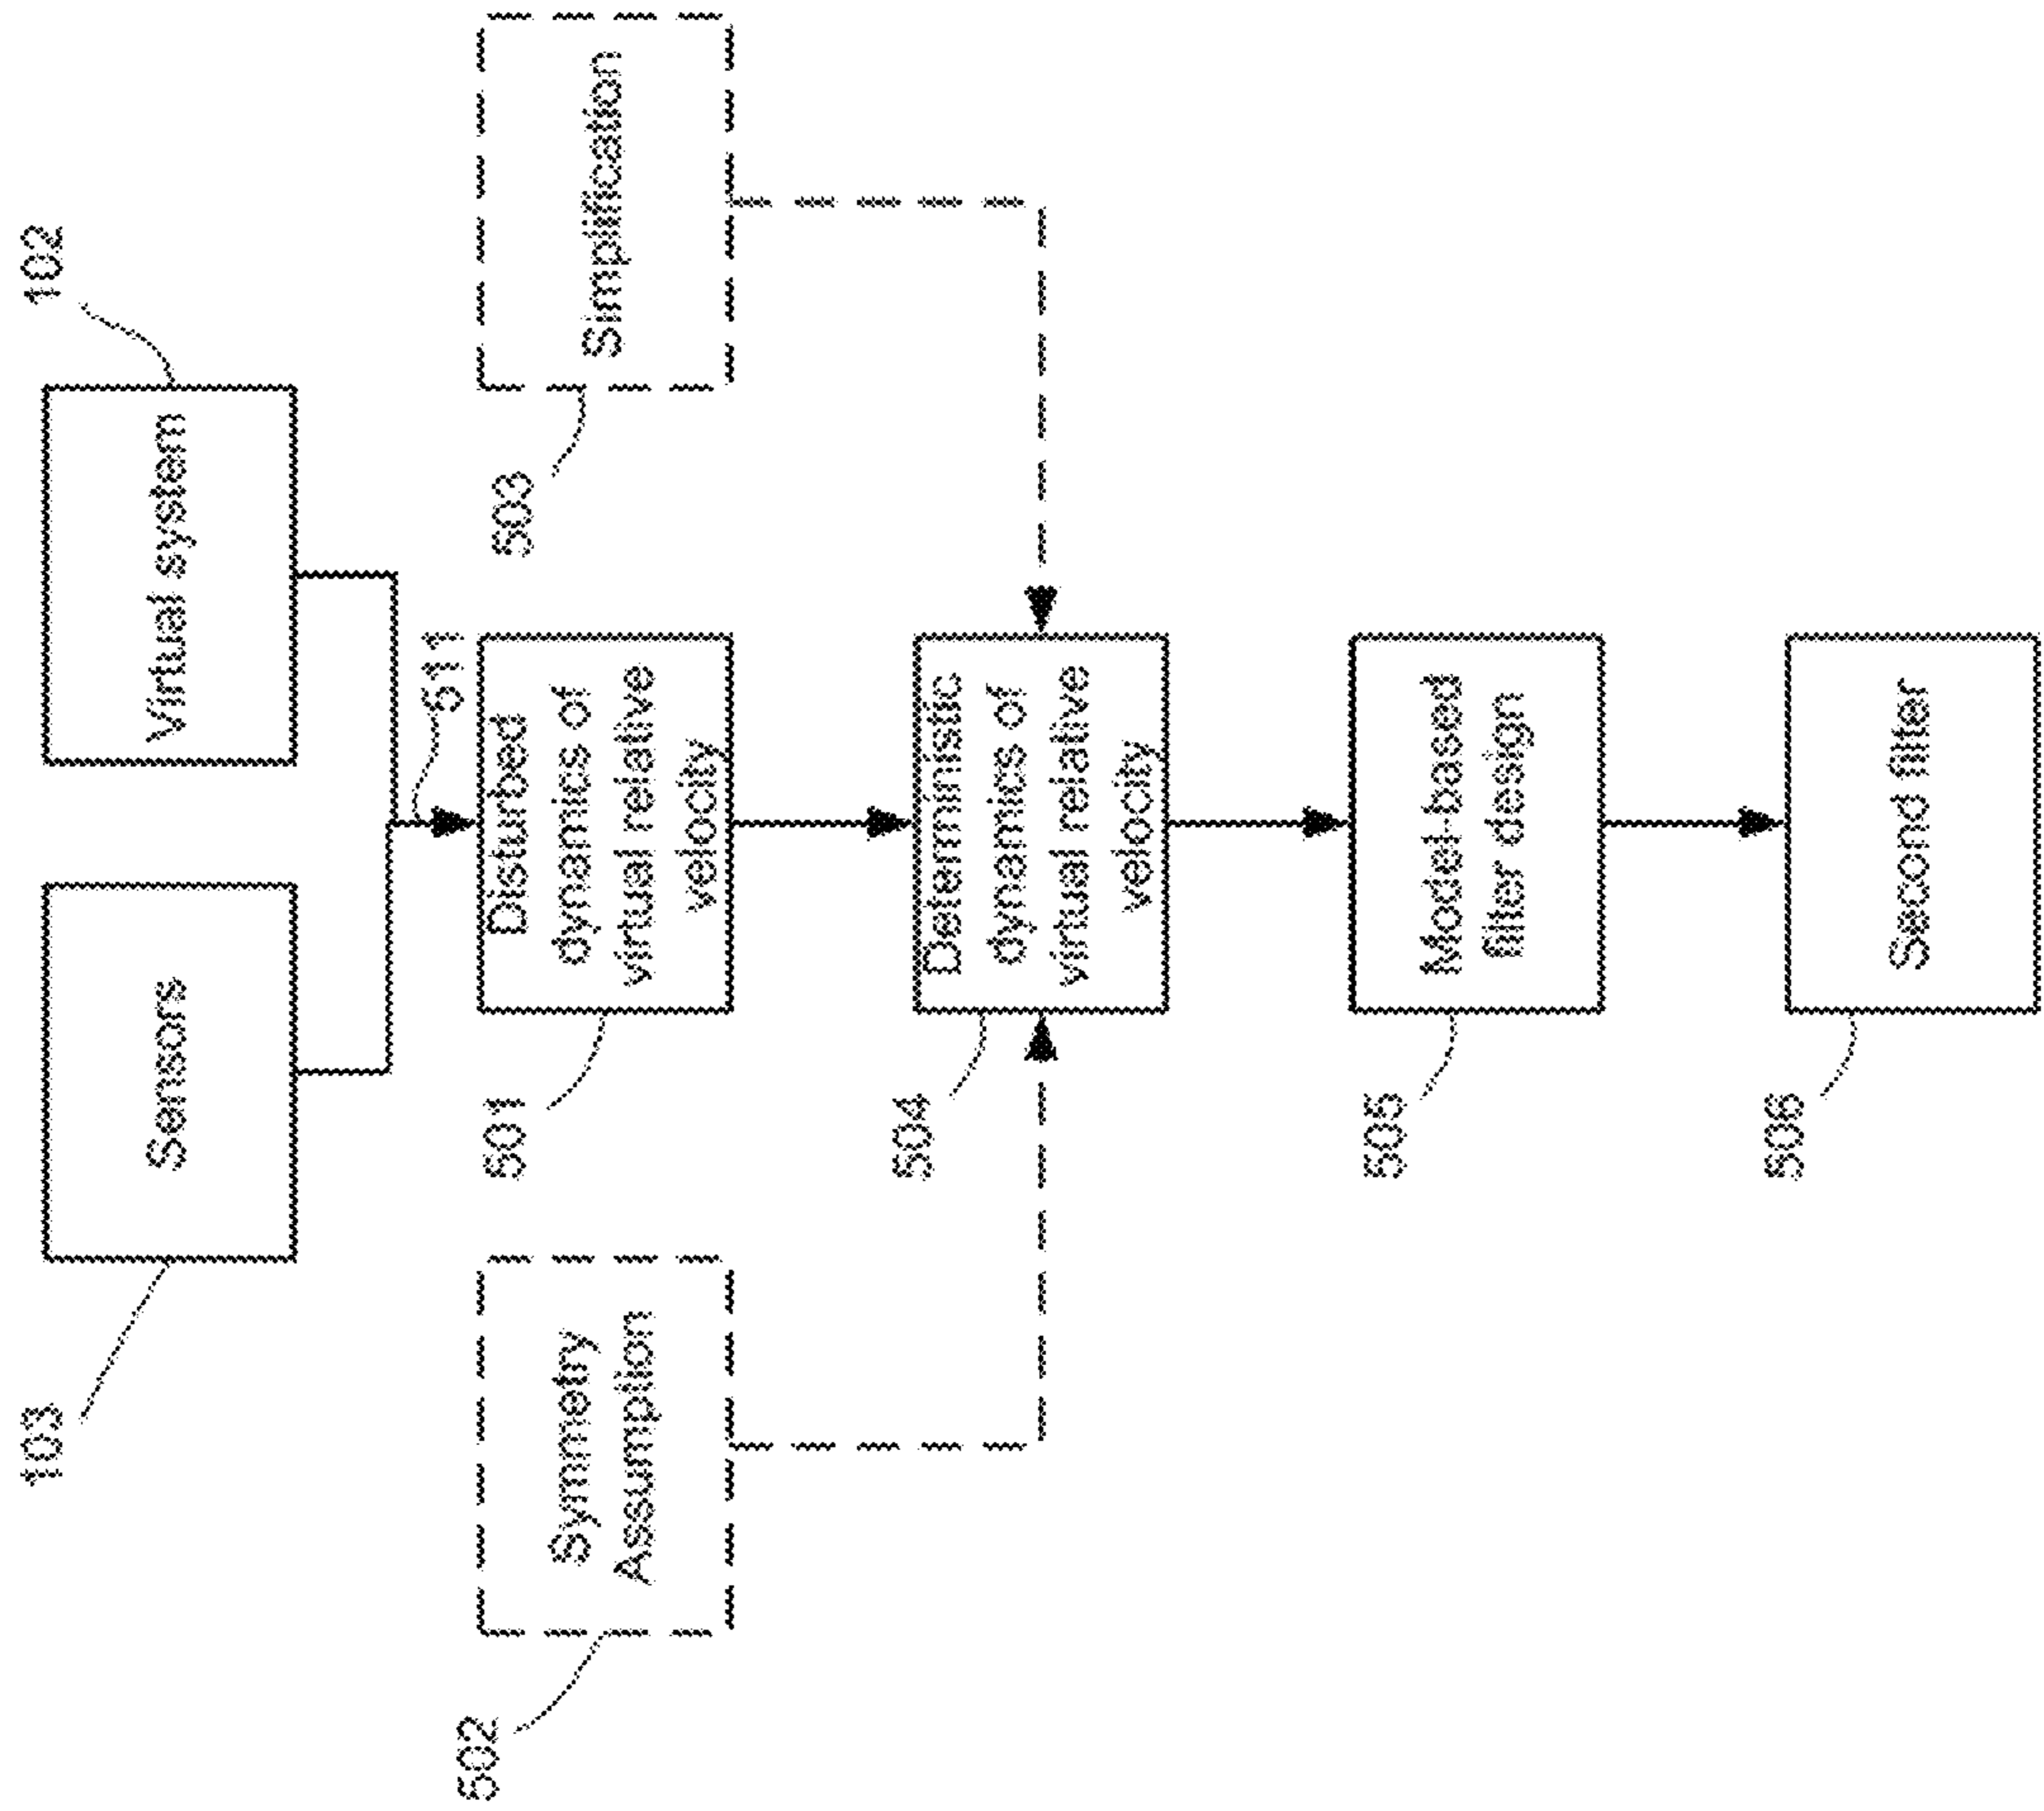 103
Sensors
Virtual system
102
511
502
Symmetry
Assumption
501
Disturbed
dynamics of
virtual relative
velocity
503
Simplification
504
Deterministic
dynamics of
virtual relative
velocity
505
Model-based
filter design
506
Second filter